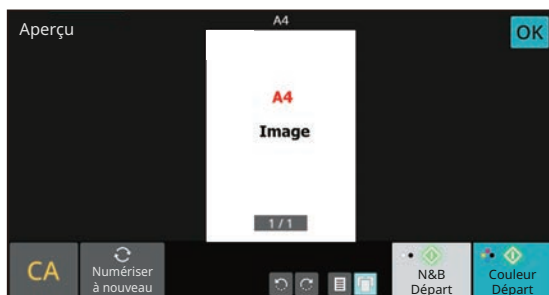 A4
Aperçu
OK
A4
Image
1 / 1
CA
Numériser
à nouveau
N&B
Départ
Couleur
Départ